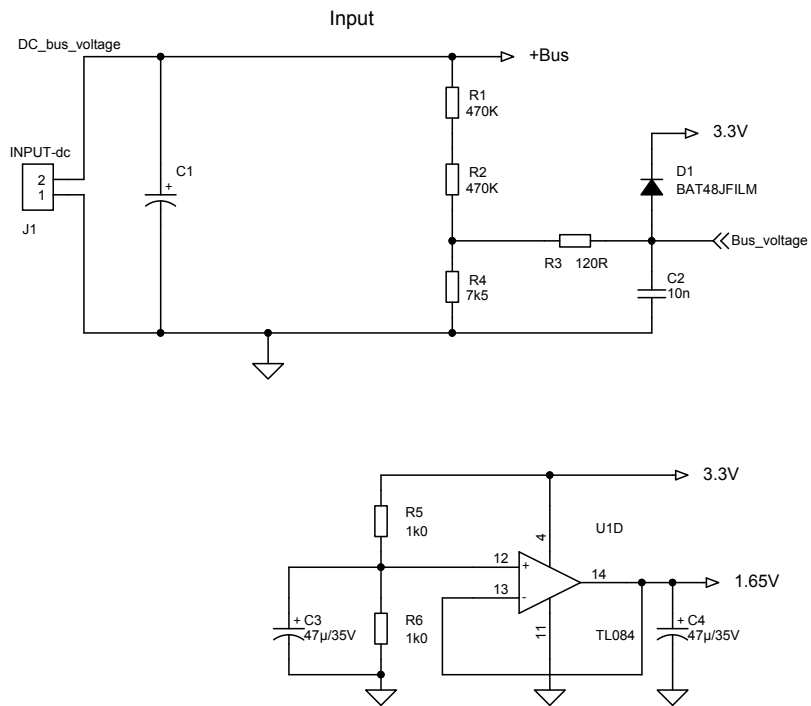 Input
DC_bus_voltage
+Bus
R1
470K
3.3V
INPUT-dc
C1
+
R2
470K
D1
BAT48JFILM
2
1
J1
Bus_voltage
R3 120R
R4
7k5
C2
10n
3.3V
R5
1k0
4
U1D
12
+
14
1.65V
13
-
11
+ C3
47µ/35V
R6
1k0
TL084
+ C4
47µ/35V